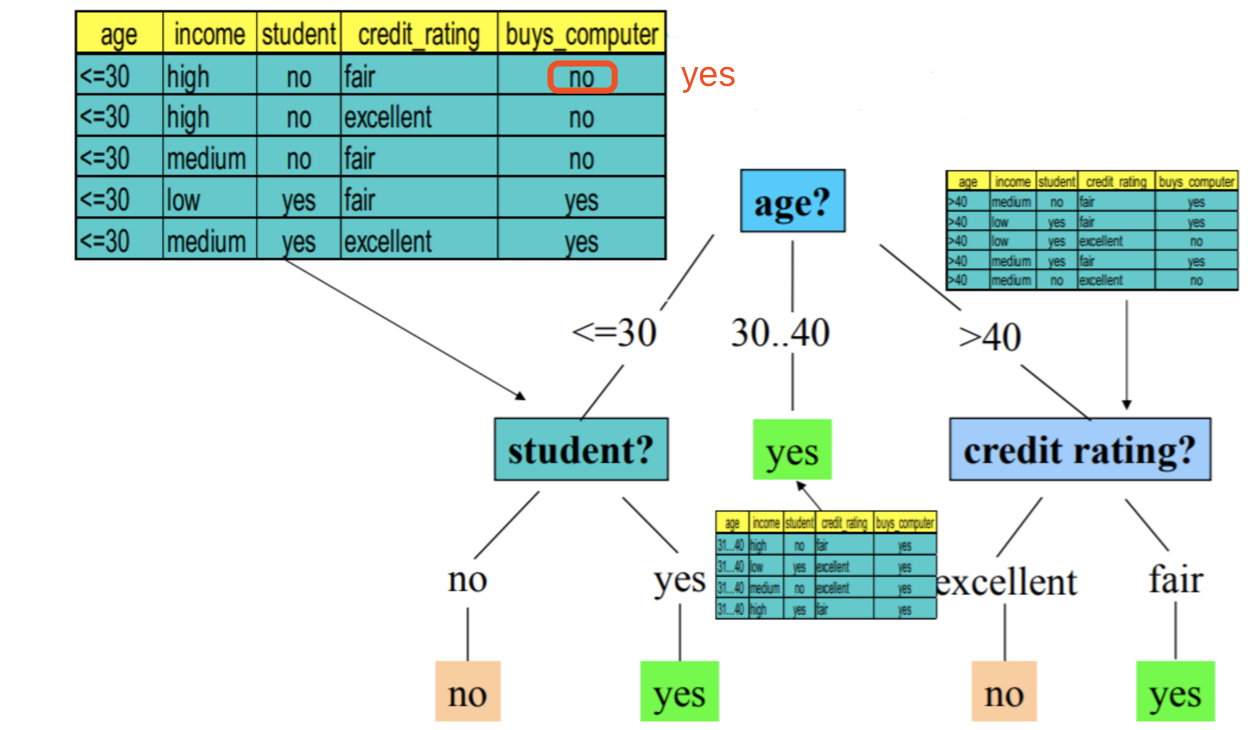 age income student credit_rating buys_computer
<=30 high no fair no yes
<=30 high no excellent no
<=30 medium no fair no
<=30 low yes fair yes
<=30 medium yes excellent yes
age?
age income student credit_rating buys_computer
>40 medium no fair yes
>40 low yes fair yes
>40 low yes excellent no
>40 medium yes fair yes
>40 medium no excellent no
<=30 30..40 >40
student? yes credit rating?
age income student credit_rating buys_computer
31...40 high no fair yes
31...40 low yes excellent yes
31...40 medium no excellent yes
31...40 high yes fair yes
no yes excellent fair
no yes no yes